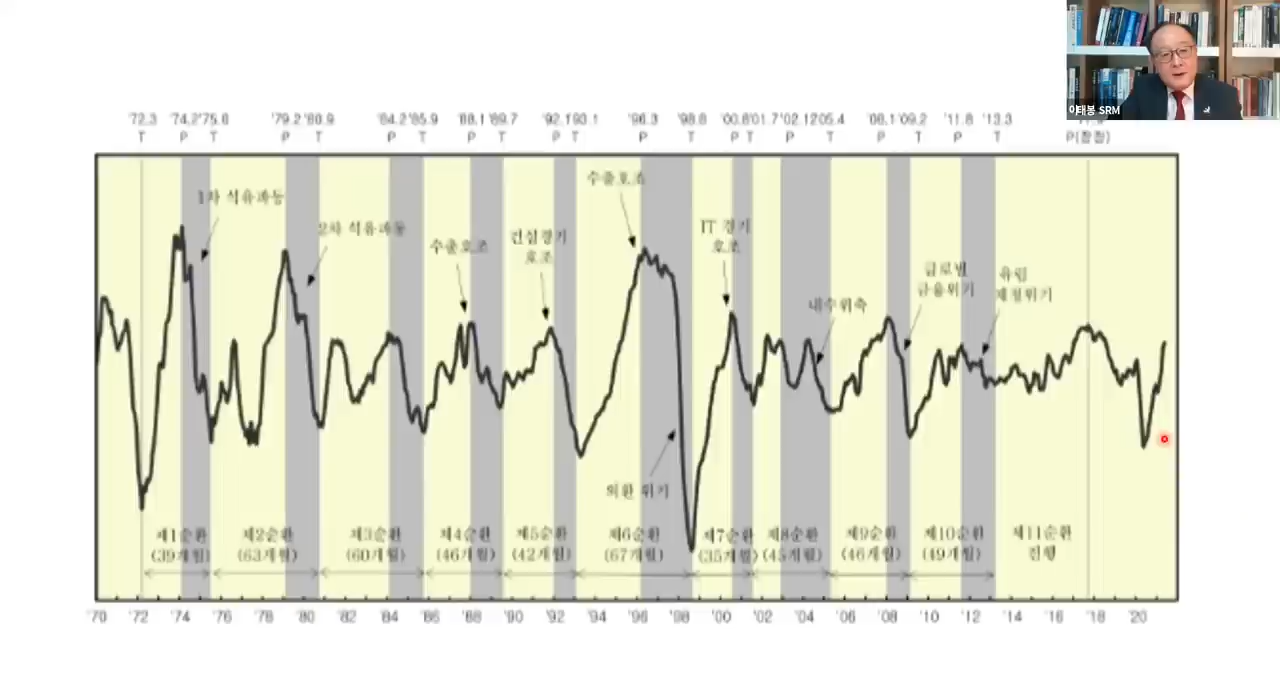 이태봉 SRM
'72.3 '74.2 '75.6 '79.2 '80.9 '84.2 '85.9 '88.1 '89.7 '92.1 '93.1 '96.3 '98.8 '00.8 '01.7 '02.12 '05.4 '08.1 '09.2 '11.8 '13.3
T P T P T P T P T P T P T P T P T P T P T P(잠정)
수출호조
1차 석유파동
2차 석유파동
수출호조
건설경기
호조
IT 경기
호조
내수위축
글로벌
금융위기
유럽
재정위기
외환 위기
제1순환 제2순환 제3순환 제4순환 제5순환 제6순환 제7순환 제8순환 제9순환 제10순환 제11순환
(39개월) (63개월) (60개월) (46개월) (42개월) (67개월) (35개월) (45개월) (46개월) (49개월) 진행
'70 '72 '74 '76 '78 '80 '82 '84 '86 '88 '90 '92 '94 '96 '98 '00 '02 '04 '06 '08 '10 '12 '14 '16 '18 '20